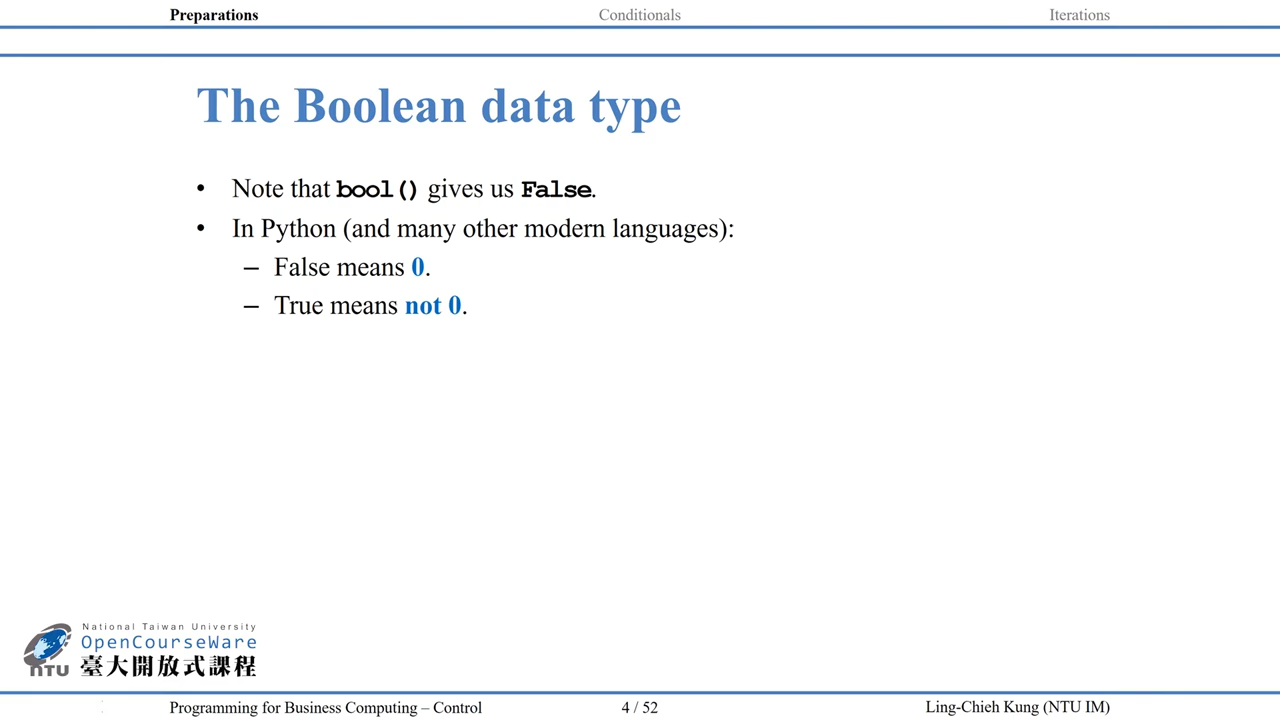 Preparations Conditionals Iterations
The Boolean data type
• Note that bool() gives us False.
• In Python (and many other modern languages):
– False means 0.
– True means not 0.
National Taiwan University
OpenCourseWare
臺大開放式課程
NTU
Programming for Business Computing – Control 4 / 52 Ling-Chieh Kung (NTU IM)